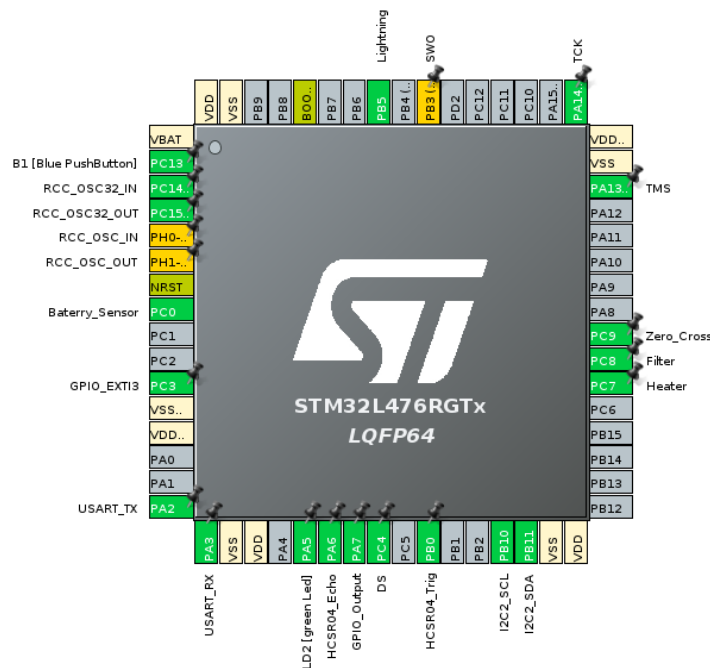 Lightning
SWO
TCK
VDD
VSS
PB9
PB8
BOO..
PB7
PB6
PB5
PB4 (..
PB3 (..
PD2
PC12
PC11
PC10
PA15..
PA14..
VBAT
B1 [Blue PushButton] PC13
RCC_OSC32_IN PC14..
RCC_OSC32_OUT PC15..
RCC_OSC_IN PH0-..
RCC_OSC_OUT PH1-..
NRST
Baterry_Sensor PC0
PC1
PC2
GPIO_EXTI3 PC3
VSS..
VDD..
PA0
PA1
USART_TX PA2
VDD..
VSS
PA13.. TMS
PA12
PA11
PA10
PA9
PA8
PC9 Zero_Cross
PC8 Filter
PC7 Heater
PC6
PB15
PB14
PB13
PB12
ST
STM32L476RGTx
LQFP64
PA3
VSS
VDD
PA4
PA5
PA6
PA7
PC4
PC5
PB0
PB1
PB2
PB10
PB11
VSS
VDD
USART_RX
LD2 [green Led]
HCSR04_Echo
GPIO_Output
DS
HCSR04_Trig
I2C2_SCL
I2C2_SDA